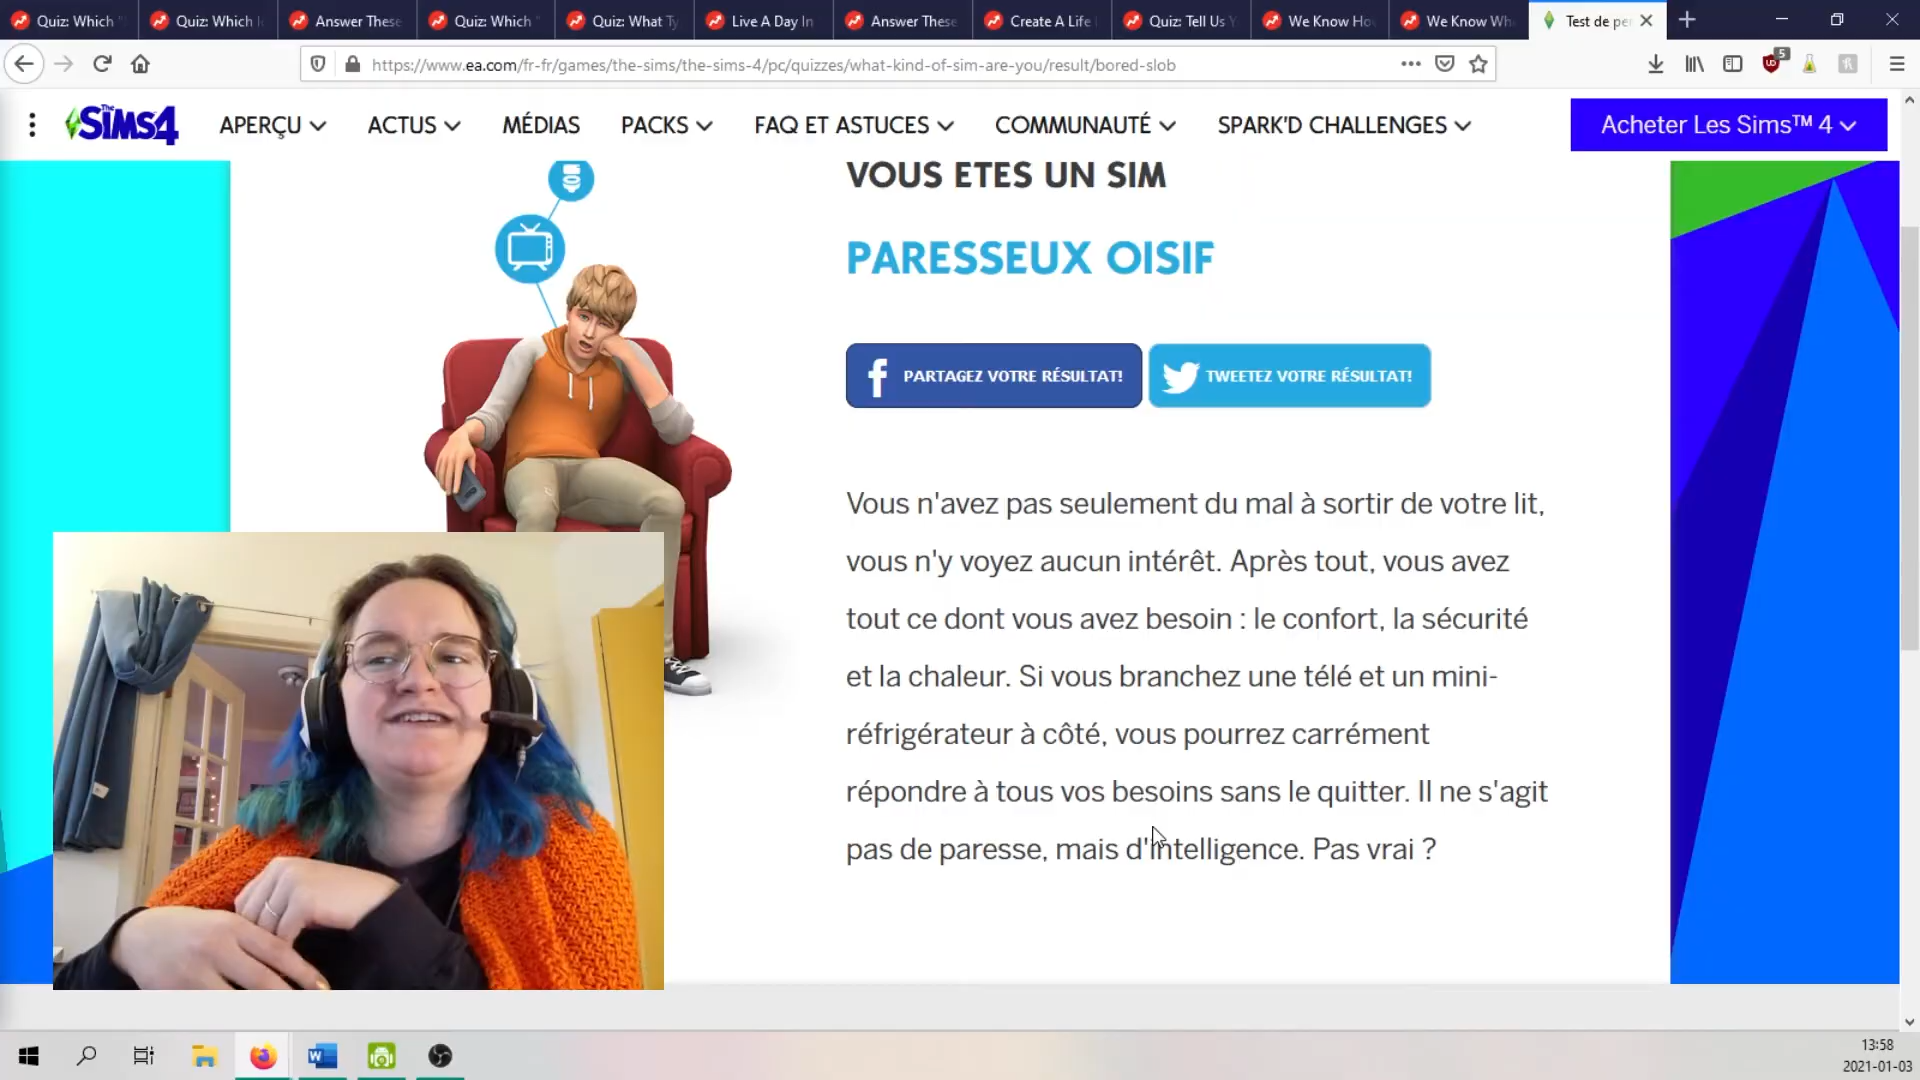 Quiz: Which "
Quiz: Which I
Answer These
Quiz: Which "
Quiz: What Ty
Live A Day In
Answer These
Create A Life
Quiz: Tell Us Y
We Know Ho
We Know Wh
Test de per
https://www.ea.com/fr-fr/games/the-sims/the-sims-4/pc/quizzes/what-kind-of-sim-are-you/result/bored-slob
5
The Sims 4
APERÇU
ACTUS
MÉDIAS
PACKS
FAQ ET ASTUCES
COMMUNAUTÉ
SPARK'D CHALLENGES
Acheter Les Sims™ 4
VOUS ETES UN SIM
PARESSEUX OISIF
PARTAGEZ VOTRE RÉSULTAT!
TWEETEZ VOTRE RÉSULTAT!
Vous n'avez pas seulement du mal à sortir de votre lit,
vous n'y voyez aucun intérêt. Après tout, vous avez
tout ce dont vous avez besoin : le confort, la sécurité
et la chaleur. Si vous branchez une télé et un mini-
réfrigérateur à côté, vous pourrez carrément
répondre à tous vos besoins sans le quitter. Il ne s'agit
pas de paresse, mais d'intelligence. Pas vrai ?
13:58
2021-01-03